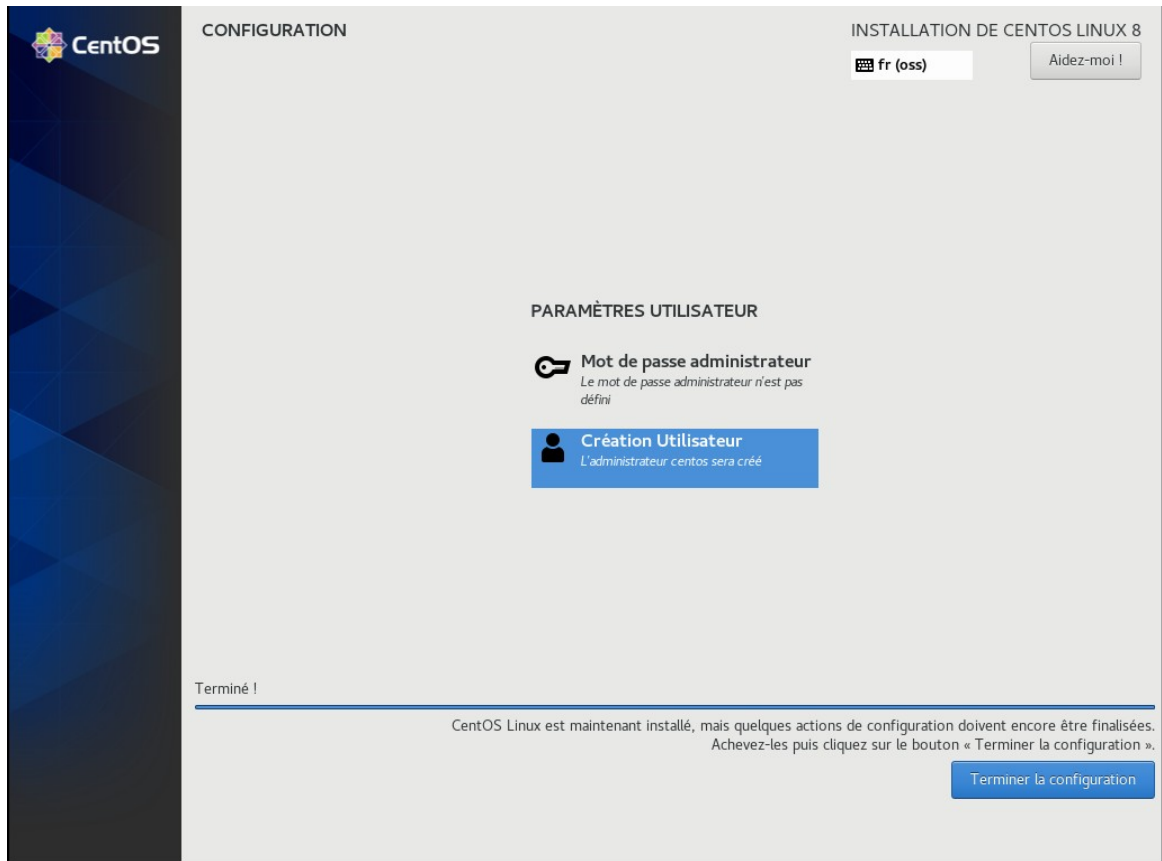 CentOS
CONFIGURATION
INSTALLATION DE CENTOS LINUX 8
fr (oss)
Aidez-moi !
PARAMÈTRES UTILISATEUR
Mot de passe administrateur
Le mot de passe administrateur n'est pas
défini
Création Utilisateur
L'administrateur centos sera créé
Terminé !
CentOS Linux est maintenant installé, mais quelques actions de configuration doivent encore être finalisées.
Achevez-les puis cliquez sur le bouton « Terminer la configuration ».
Terminer la configuration